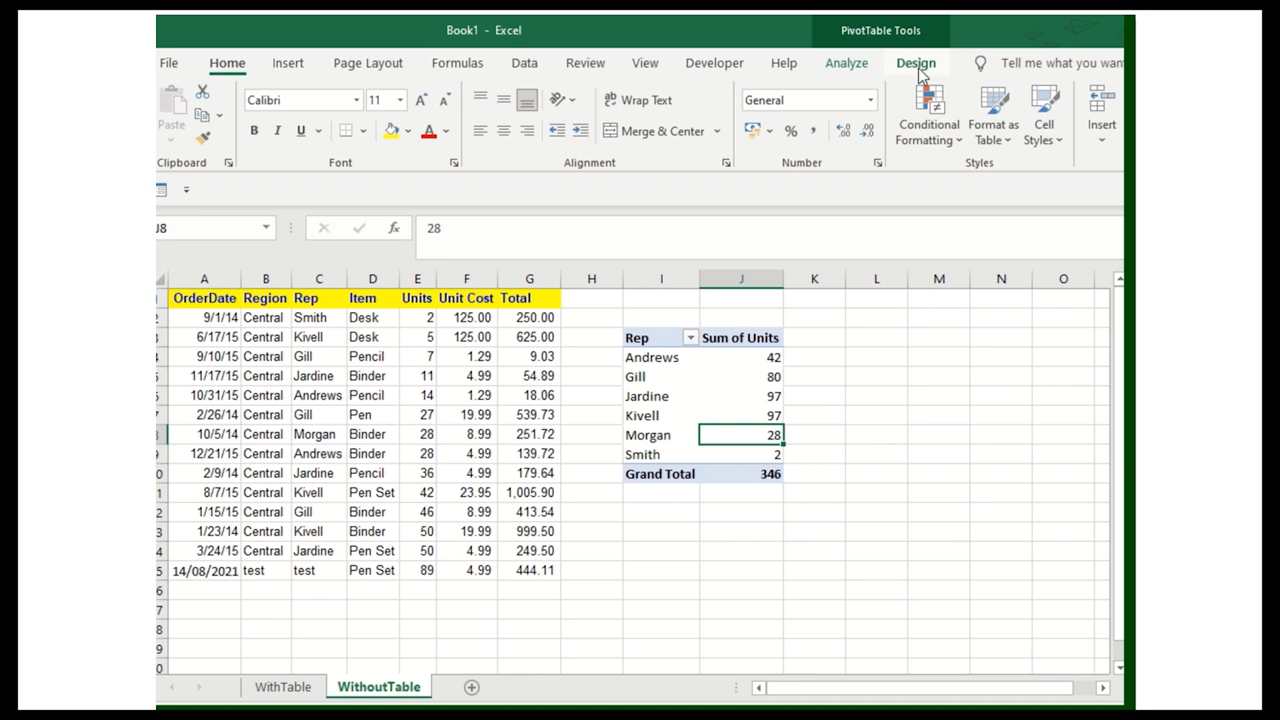 Book1 - Excel PivotTable Tools
File Home Insert Page Layout Formulas Data Review View Developer Help Analyze Design Tell me what you want
Calibri 11 Wrap Text General
Paste B I U Merge & Center % Conditional Formatting Format as Table Cell Styles Insert
Clipboard Font Alignment Number Styles
J8 fx 28
A B C D E F G H I J K L M N O
OrderDate Region Rep Item Units Unit Cost Total
9/1/14 Central Smith Desk 2 125.00 250.00
6/17/15 Central Kivell Desk 5 125.00 625.00 Rep Sum of Units
9/10/15 Central Gill Pencil 7 1.29 9.03 Andrews 42
11/17/15 Central Jardine Binder 11 4.99 54.89 Gill 80
10/31/15 Central Andrews Pencil 14 1.29 18.06 Jardine 97
2/26/14 Central Gill Pen 27 19.99 539.73 Kivell 97
10/5/14 Central Morgan Binder 28 8.99 251.72 Morgan 28
12/21/15 Central Andrews Binder 28 4.99 139.72 Smith 2
2/9/14 Central Jardine Pencil 36 4.99 179.64 Grand Total 346
8/7/15 Central Kivell Pen Set 42 23.95 1,005.90
1/15/15 Central Gill Binder 46 8.99 413.54
1/23/14 Central Kivell Binder 50 19.99 999.50
3/24/15 Central Jardine Pen Set 50 4.99 249.50
14/08/2021 test test Pen Set 89 4.99 444.11
WithTable WithoutTable